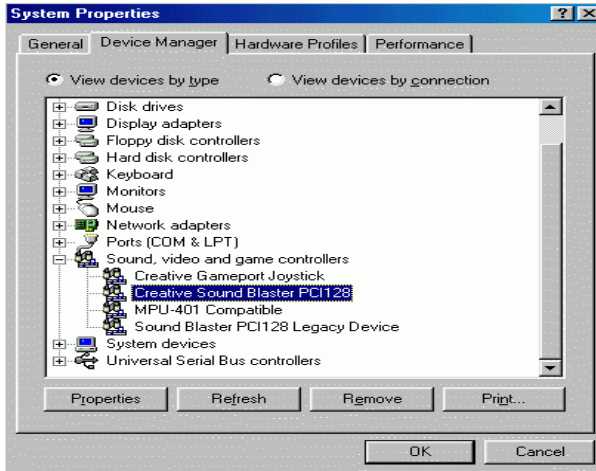 System Properties
General Device Manager Hardware Profiles Performance
View devices by type View devices by connection
Disk drives
Display adapters
Floppy disk controllers
Hard disk controllers
Keyboard
Monitors
Mouse
Network adapters
Ports (COM & LPT)
Sound, video and game controllers
Creative Gameport Joystick
Creative Sound Blaster PCI128
MPU-401 Compatible
Sound Blaster PCI128 Legacy Device
System devices
Universal Serial Bus controllers
Properties Refresh Remove Print...
OK Cancel